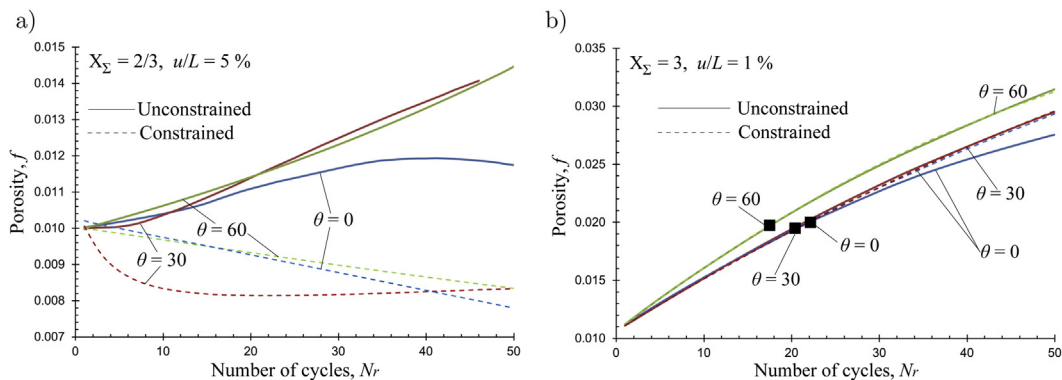 a)
X_Σ = 2/3, u/L = 5 %
Unconstrained
Constrained
Porosity, f
0.015
0.014
0.013
0.012
0.011
0.010
0.009
0.008
0.007
θ = 0
θ = 60
θ = 30
0 10 20 30 40 50
Number of cycles, Nr
b)
X_Σ = 3, u/L = 1 %
Unconstrained
Constrained
Porosity, f
0.035
0.030
0.025
0.020
0.015
0.010
θ = 60
θ = 60
θ = 30
θ = 0
θ = 30
θ = 0
0 10 20 30 40 50
Number of cycles, Nr